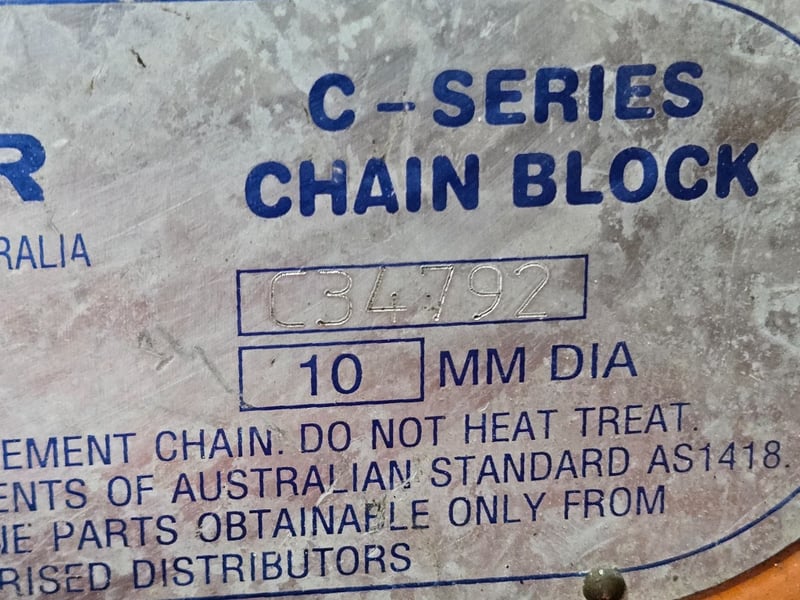 C-SERIES
CHAIN BLOCK
R
RALIA
C34792
10 MM DIA
EMENT CHAIN. DO NOT HEAT TREAT.
ENTS OF AUSTRALIAN STANDARD AS1418.
NE PARTS OBTAINABLE ONLY FROM
RISED DISTRIBUTORS